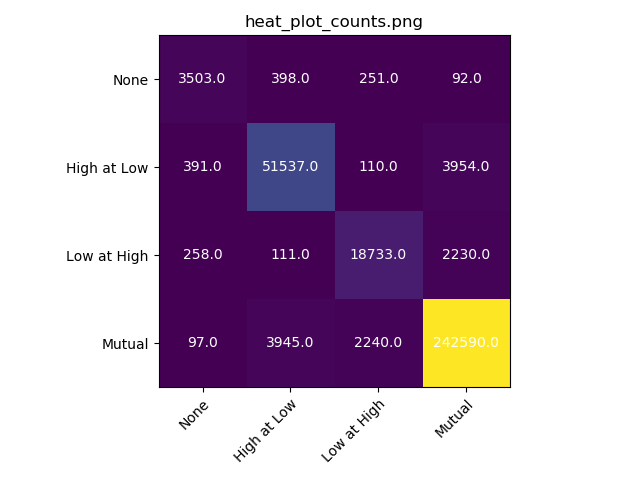 heat_plot_counts.png
None 3503.0 398.0 251.0 92.0
High at Low 391.0 51537.0 110.0 3954.0
Low at High 258.0 111.0 18733.0 2230.0
Mutual 97.0 3945.0 2240.0 242590.0
None High at Low Low at High Mutual